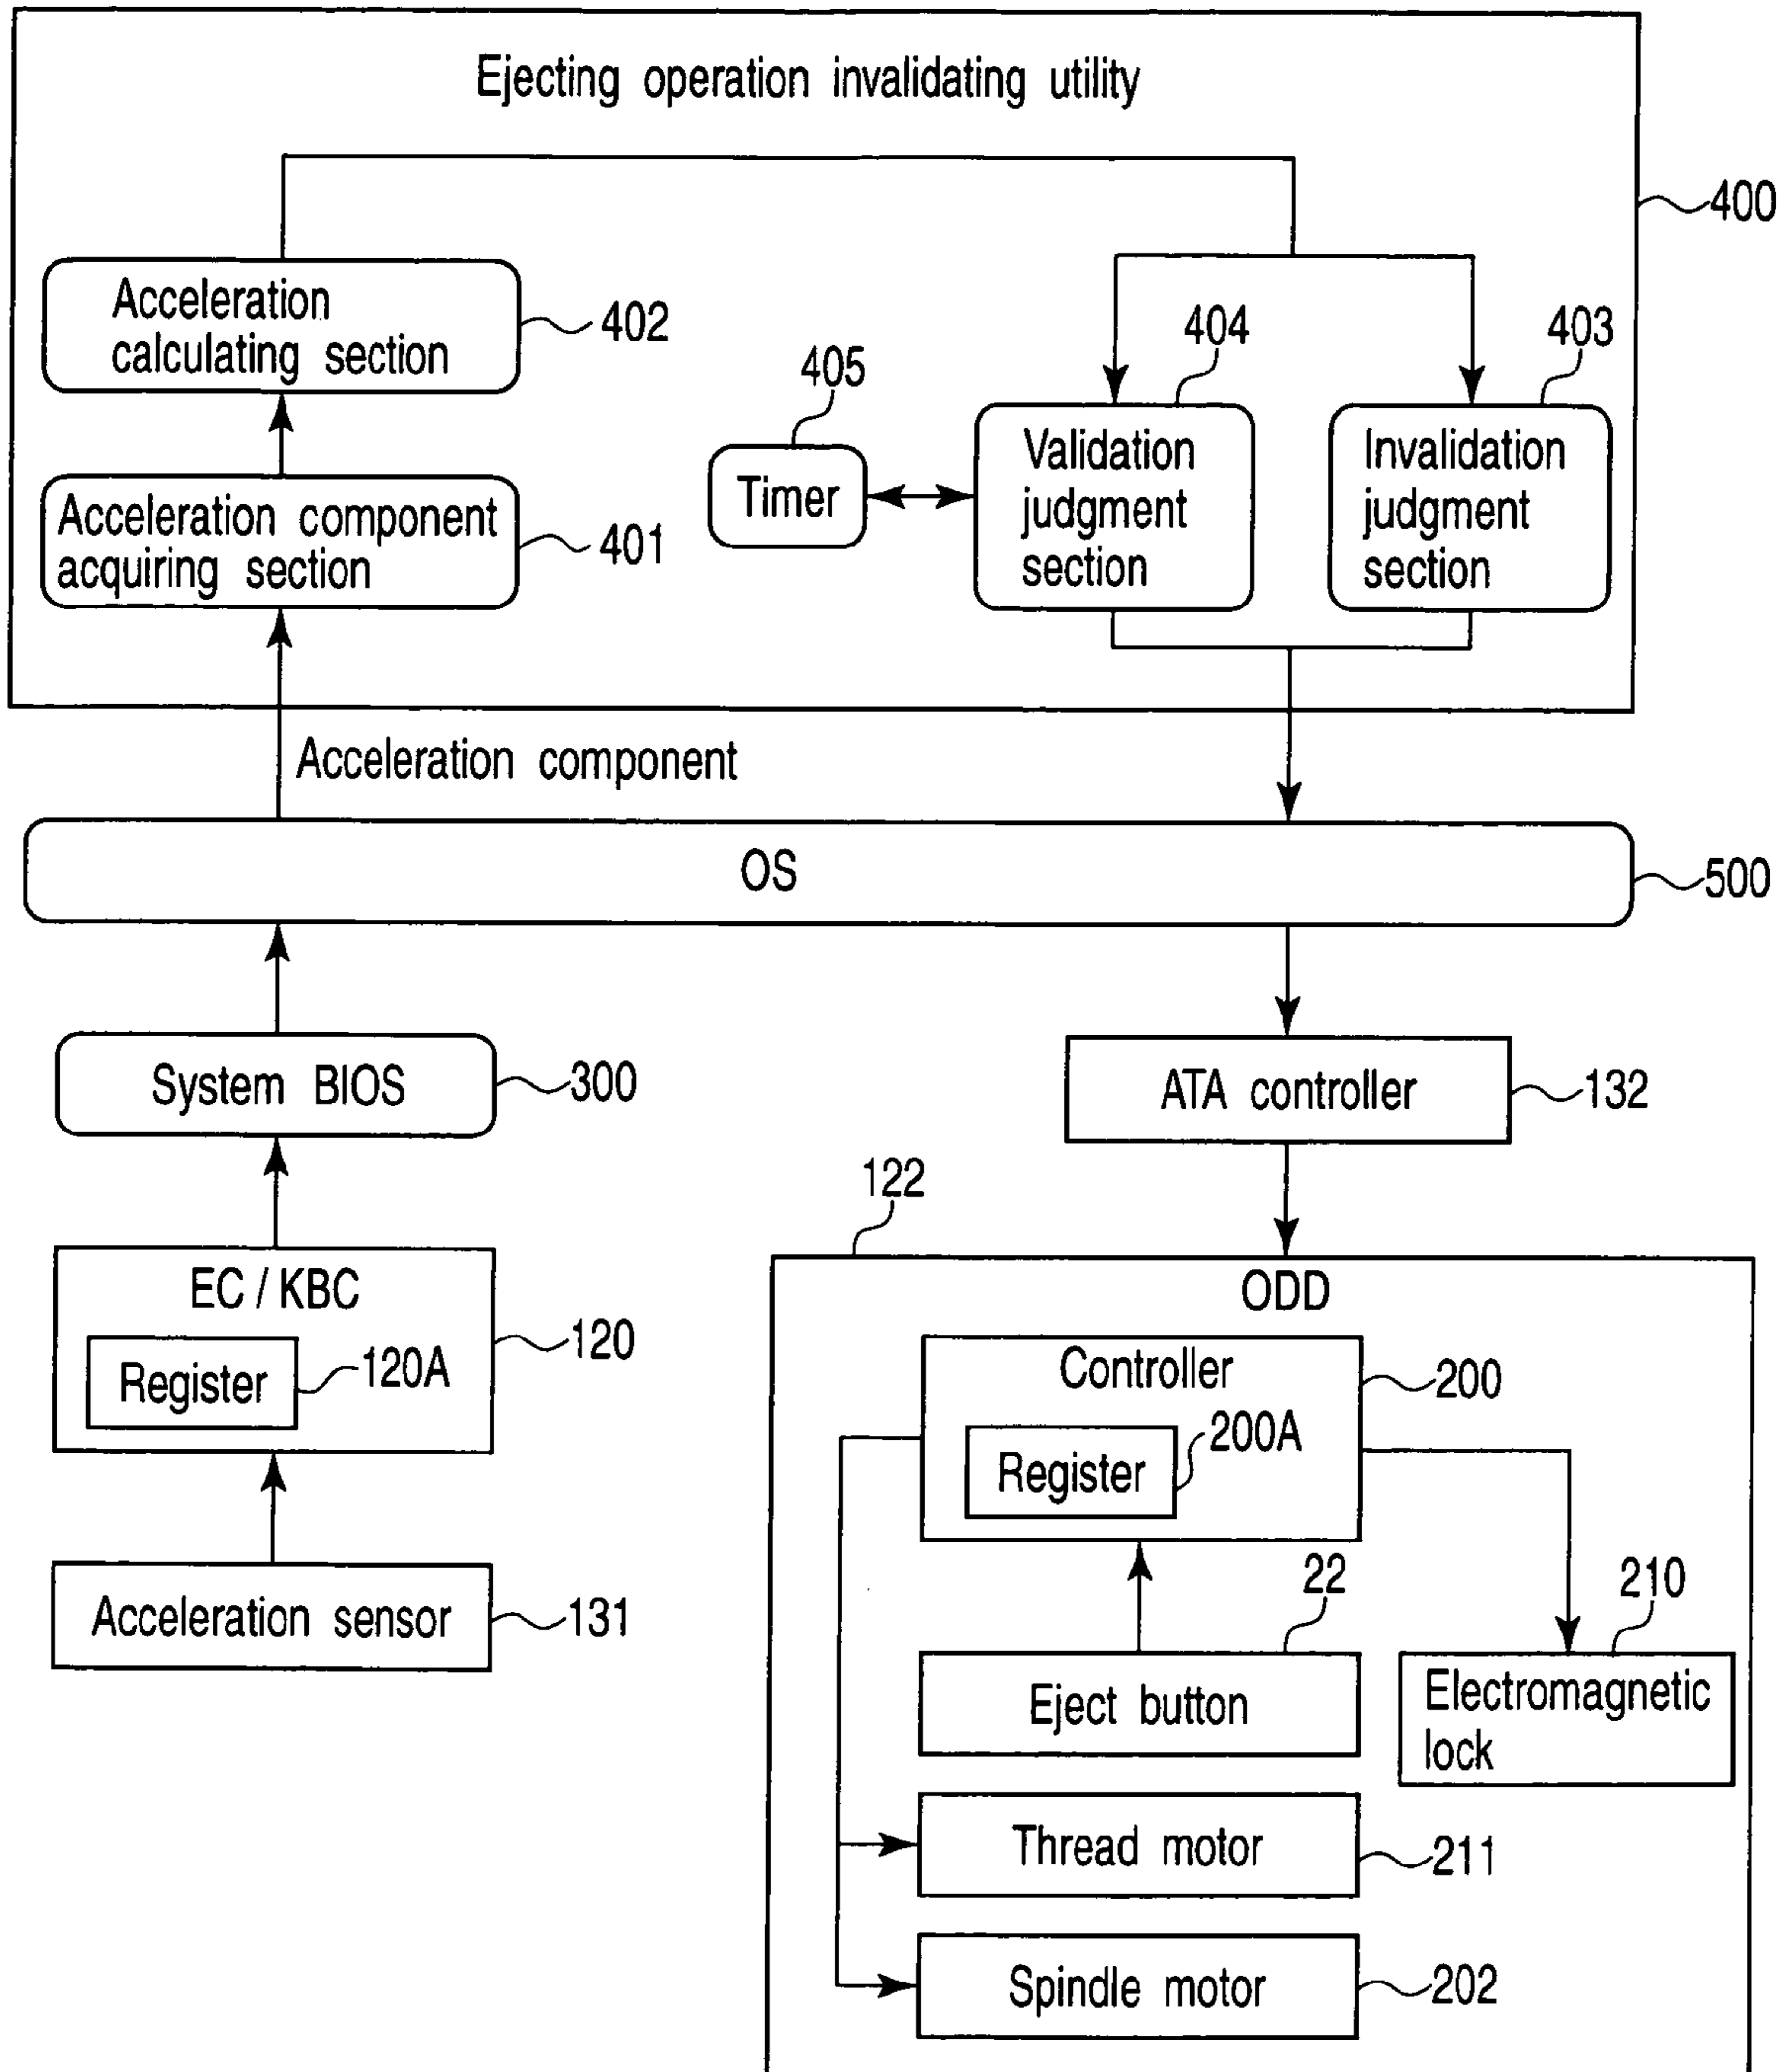 Ejecting operation invalidating utility
400
Acceleration
calculating section
402
404
403
405
Timer
Validation
judgment
section
Invalidation
judgment
section
Acceleration component
acquiring section
401
Acceleration component
OS
500
System BIOS
300
ATA controller
132
122
EC / KBC
120
Register
120A
ODD
Controller
200
Register
200A
Acceleration sensor
131
22
210
Eject button
Electromagnetic
lock
Thread motor
211
Spindle motor
202